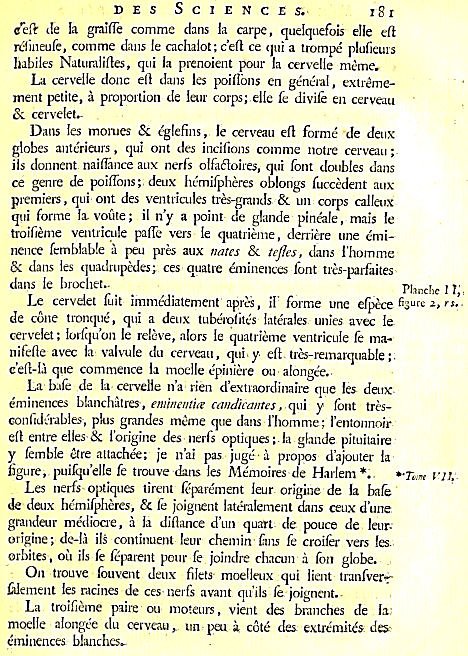 DES SCIENCES. 181
c'eſt de la graiſſe comme dans la carpe, quelquefois elle eſt
réſineuſe, comme dans le cachalot; c'eſt ce qui a trompé pluſieurs
habiles Naturaliſtes, qui la prenoient pour la cervelle même.
La cervelle donc eſt dans les poiſſons en général, extrême-
ment petite, à proportion de leur corps; elle ſe diviſe en cerveau
& cervelet.
Dans les morues & égleſins, le cerveau eſt formé de deux
globes antérieurs, qui ont des inciſions comme notre cerveau;
ils donnent naiſſance aux nerfs olfactoires, qui ſont doubles dans
ce genre de poiſſons; deux hémiſphères oblongs ſuccèdent aux
premiers, qui ont des ventricules très-grands & un corps calleux
qui forme la voûte; il n'y a point de glande pinéale, mais le
troiſième ventricule paſſe vers le quatrième, derrière une émi-
nence ſemblable à peu près aux nates & teſtes, dans l'homme
& dans les quadrupèdes; ces quatre éminences ſont très-parfaites
dans le brochet.
Planche II,
Le cervelet ſuit immédiatement après, il forme une eſpèce
figure 2, rs.
de cône tronqué, qui a deux tubéroſités latérales unies avec le
cervelet; lorſqu'on le relève, alors le quatrième ventricule ſe ma-
nifeſte avec la valvule du cerveau, qui y eſt très-remarquable;
c'eſt-là que commence la moelle épinière ou alongée.
La baſe de la cervelle n'a rien d'extraordinaire que les deux
éminences blanchâtres, eminentiæ candicantes, qui y ſont très-
conſidérables, plus grandes même que dans l'homme; l'entonnoir
eſt entre elles & l'origine des nerfs optiques; la glande pituitaire
y ſemble être attachée; je n'ai pas jugé à propos d'ajouter la
figure, puiſqu'elle ſe trouve dans les Mémoires de Harlem *.
* Tome VII,
Les nerfs optiques tirent ſéparément leur origine de la baſe
de deux hémiſphères, & ſe joignent latéralement dans ceux d'une
grandeur médiocre, à la diſtance d'un quart de pouce de leur
origine; de-là ils continuent leur chemin ſans ſe croiſer vers les
orbites, où ils ſe ſéparent pour ſe joindre chacun à ſon globe.
On trouve ſouvent deux filets moelleux qui lient tranſver-
ſalement les racines de ces nerfs avant qu'ils ſe joignent.
La troiſième paire ou moteurs, vient des branches de la
moelle alongée du cerveau, un peu à côté des extrémités des
éminences blanches.